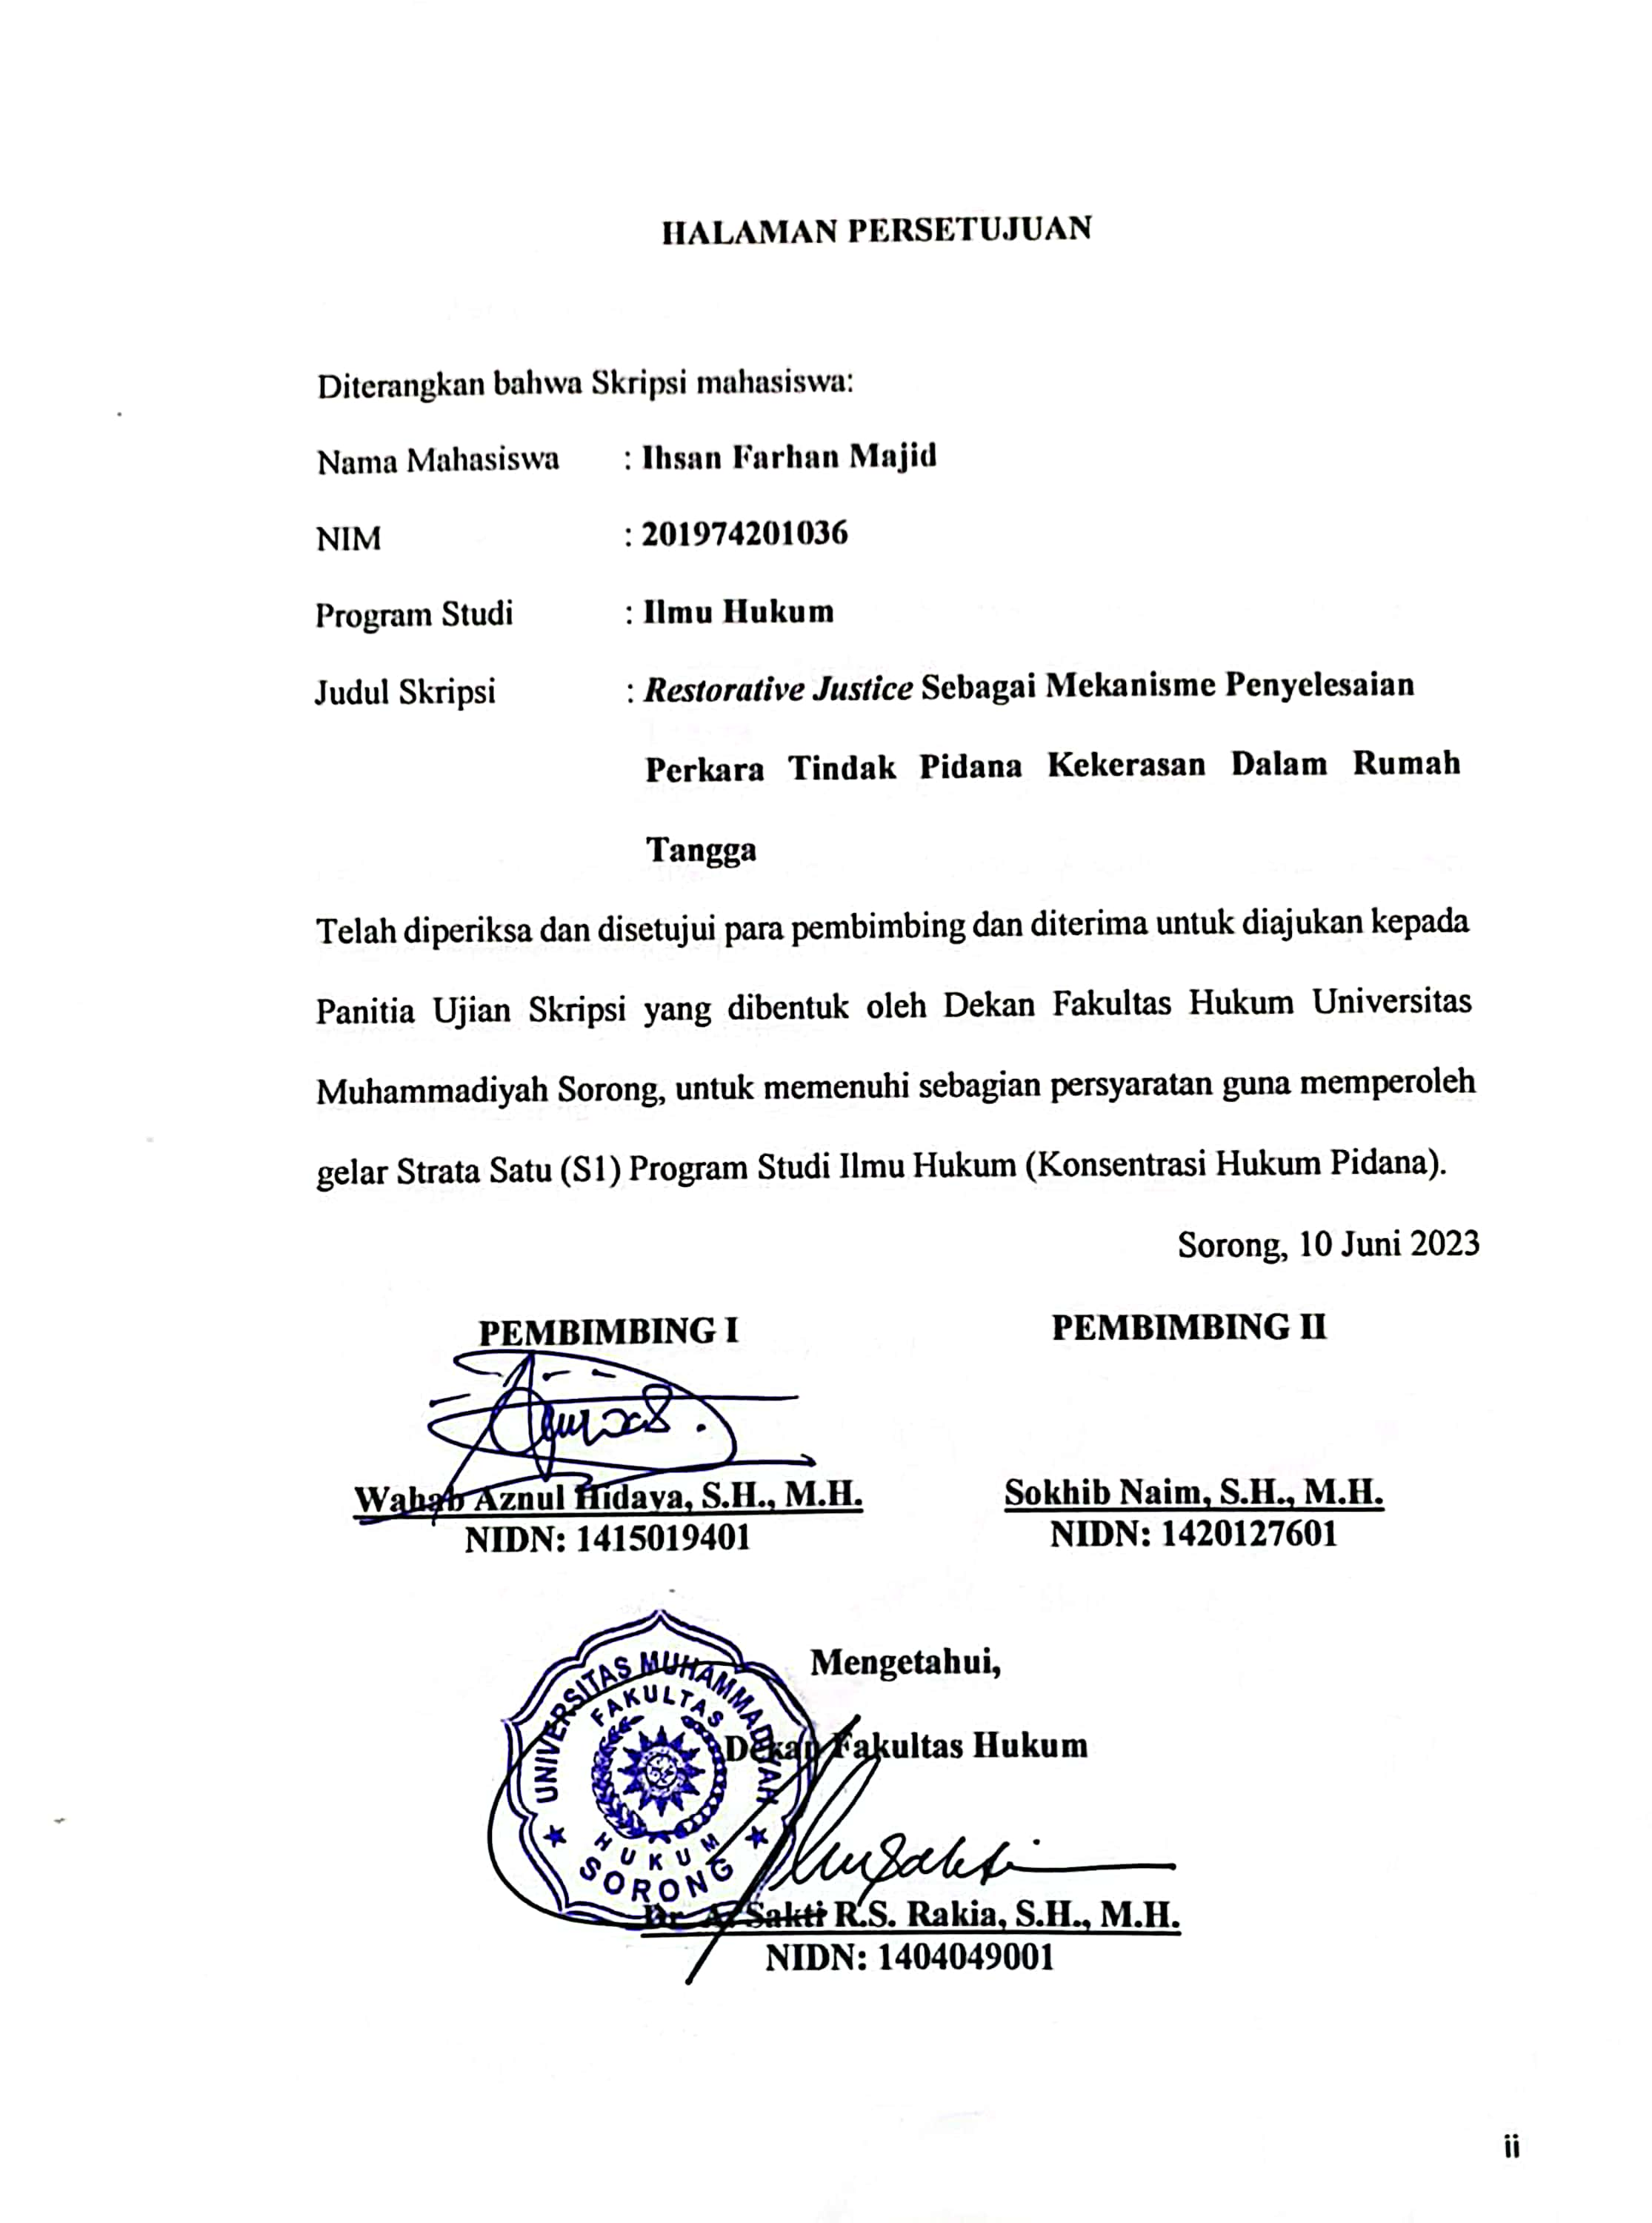 HALAMAN PERSETUJUAN
Diterangkan bahwa Skripsi mahasiswa:
Nama Mahasiswa : Ihsan Farhan Majid
NIM : 201974201036
Program Studi : Ilmu Hukum
Judul Skripsi : Restorative Justice Sebagai Mekanisme Penyelesaian
Perkara Tindak Pidana Kekerasan Dalam Rumah
Tangga
Telah diperiksa dan disetujui para pembimbing dan diterima untuk diajukan kepada
Panitia Ujian Skripsi yang dibentuk oleh Dekan Fakultas Hukum Universitas
Muhammadiyah Sorong, untuk memenuhi sebagian persyaratan guna memperoleh
gelar Strata Satu (S1) Program Studi Ilmu Hukum (Konsentrasi Hukum Pidana).
Sorong, 10 Juni 2023
PEMBIMBING I PEMBIMBING II
Wahab Aznul Hidaya, S.H., M.H. Sokhib Naim, S.H., M.H.
NIDN: 1415019401 NIDN: 1420127601
Mengetahui,
Dekan Fakultas Hukum
UNIVERSITAS MUHAMMADIYAH
FAKULTAS
HUKUM
SORONG
Dr. A. Sakti R.S. Rakia, S.H., M.H.
NIDN: 1404049001
ii